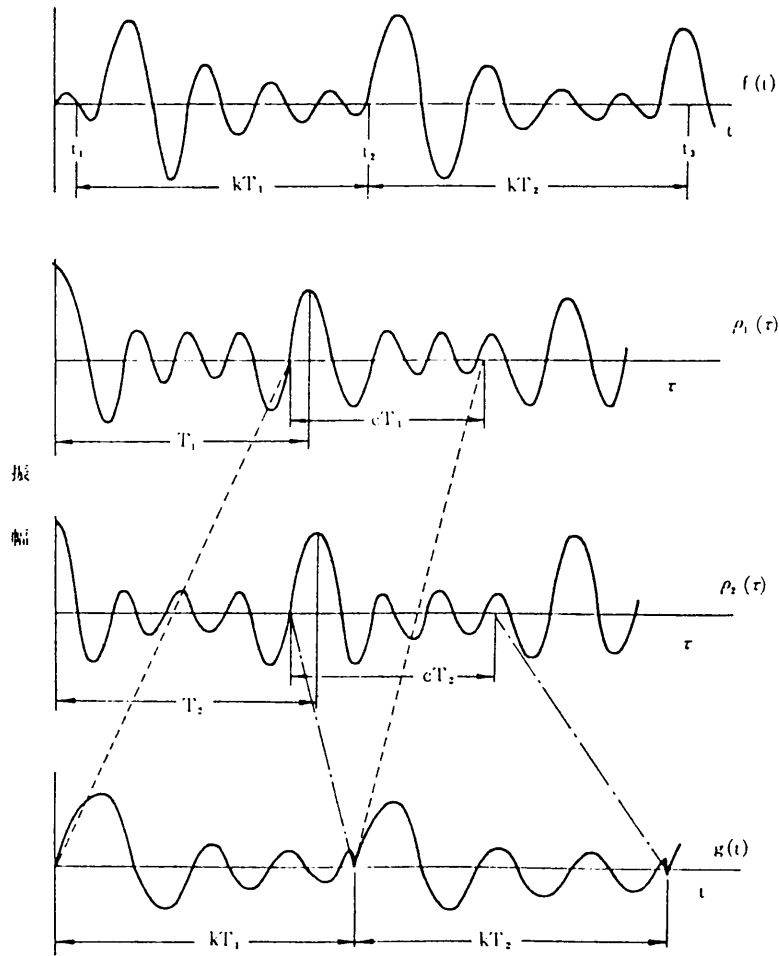 f(t)
t
t₁
t₂
t₃
kT₁
kT₂
ρ₁(τ)
τ
T₁
cT₁
振
幅
ρ₂(τ)
τ
T₂
cT₂
g(t)
t
kT₁
kT₂